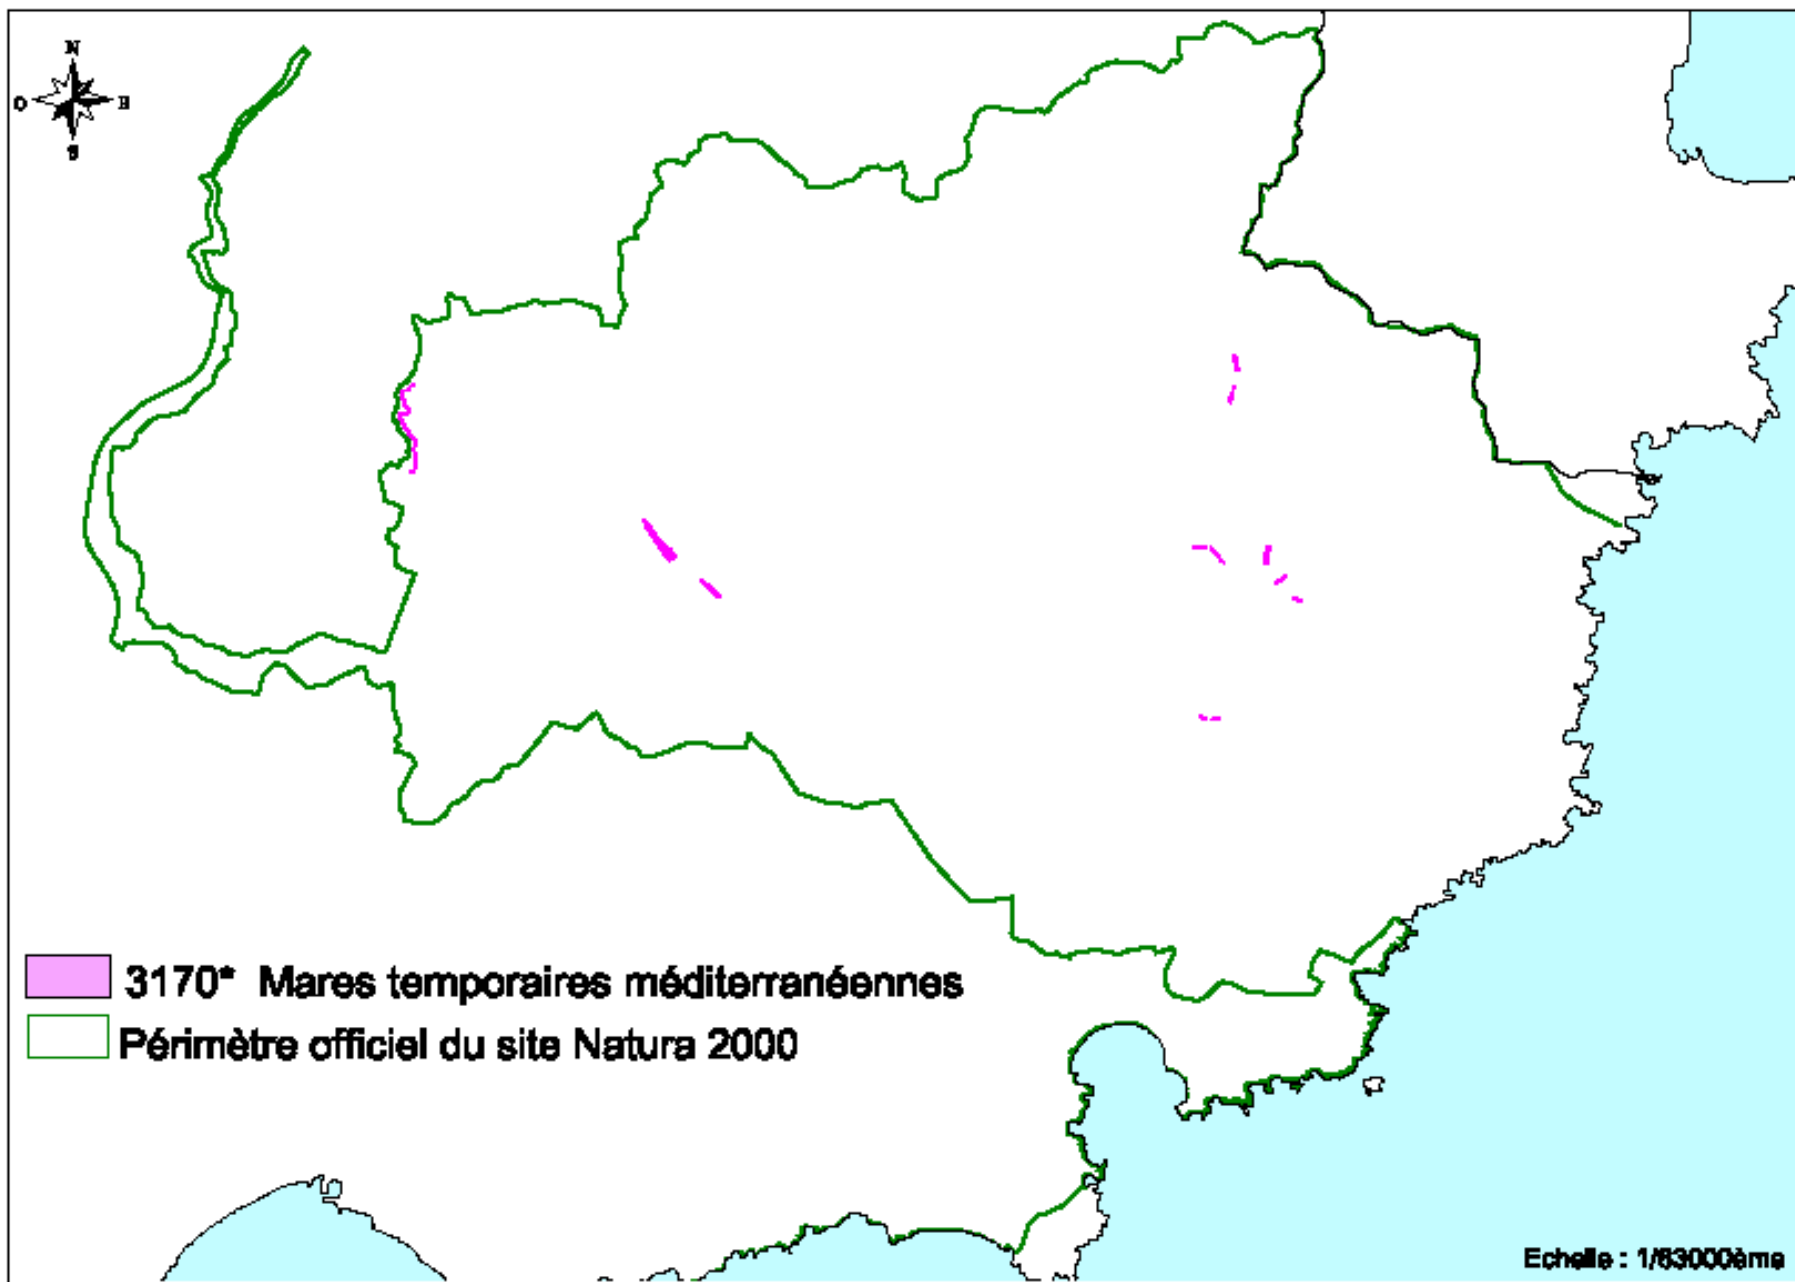 N
O E
S
3170* Mares temporaires méditerranéennes
Périmètre officiel du site Natura 2000
Echelle : 1/63000ème